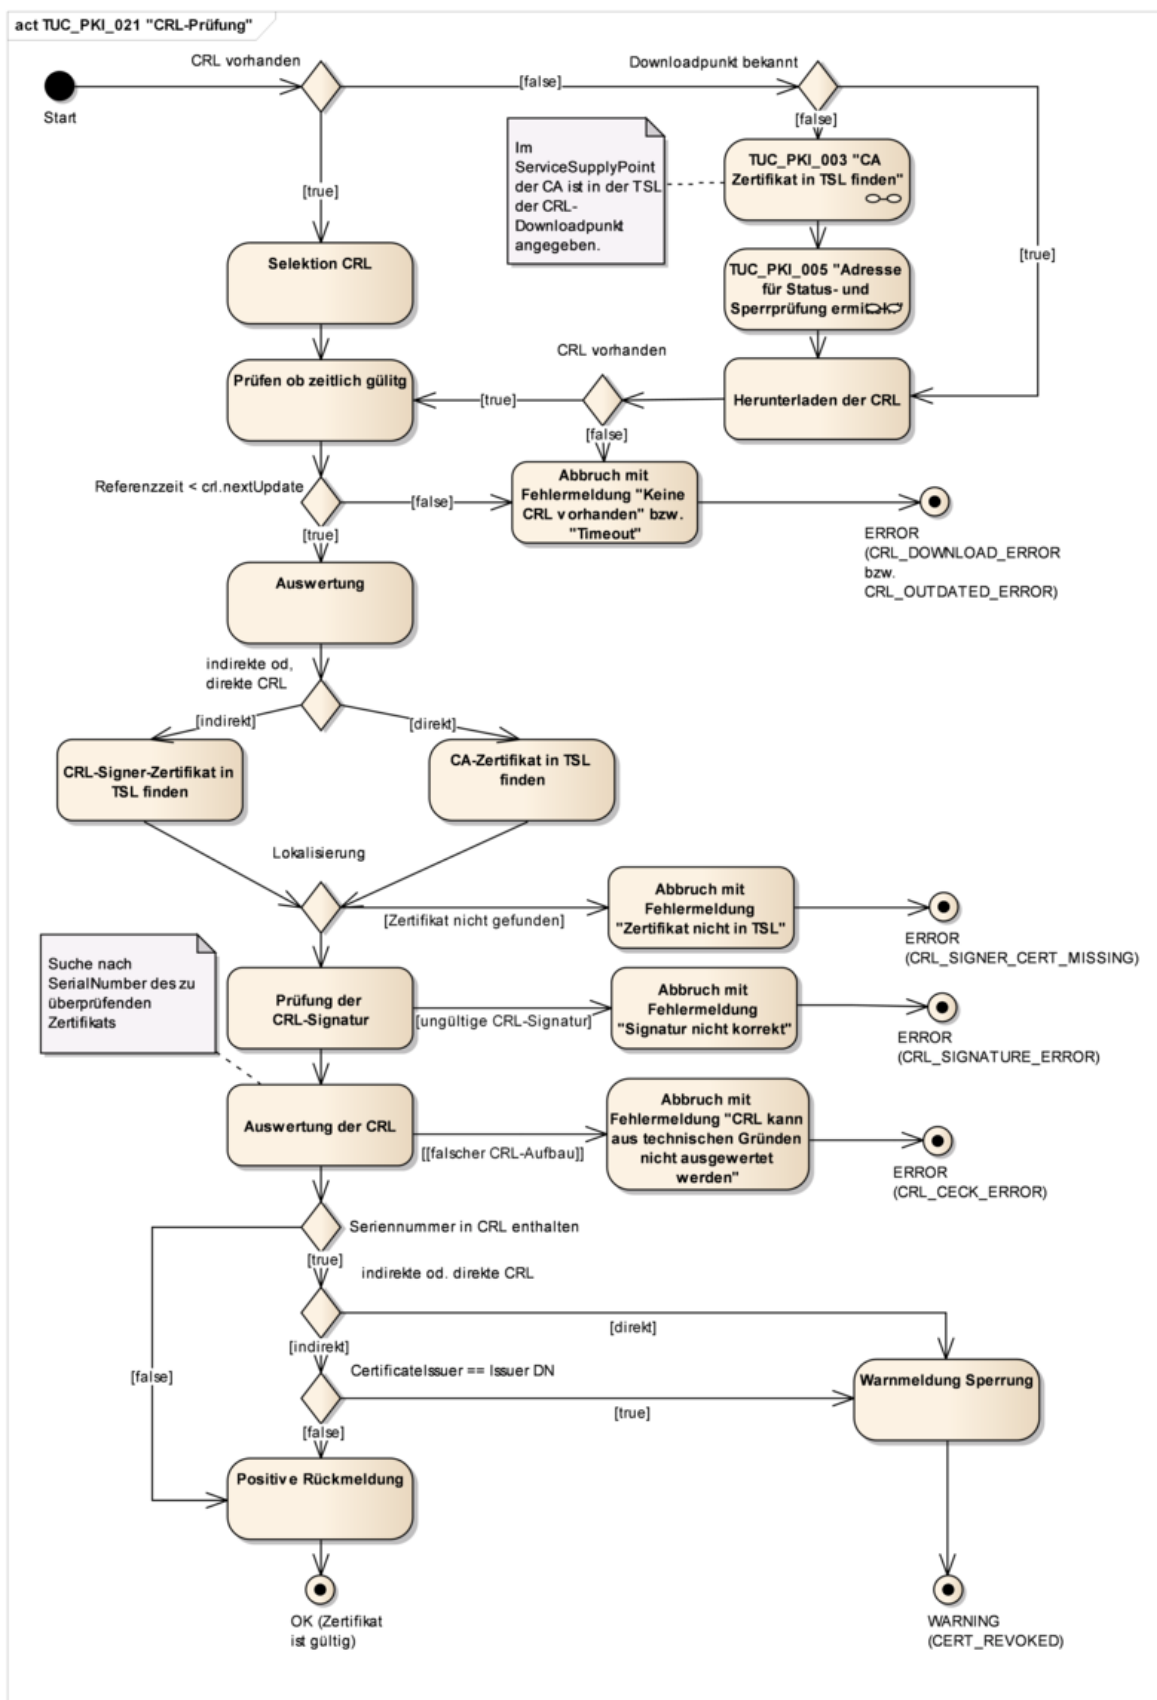 act TUC_PKI_021 "CRL-Prüfung"
CRL vorhanden
Downloadpunkt bekannt
Start
[false]
[false]
[true]
[true]
Im
ServiceSupplyPoint
der CA ist in der TSL
der CRL-
Downloadpunkt
angegeben.
TUC_PKI_003 "CA
Zertifikat in TSL finden"
TUC_PKI_005 "Adresse
für Status- und
Sperrprüfung
Selektion CRL
Prüfen ob zeitlich gülitg
CRL vorhanden
[true]
[false]
Herunterladen der CRL
Referenzzeit < crl.nextUpdate
[false]
[true]
Abbruch mit
Fehlermeldung "Keine
CRL vorhanden" bzw.
"Timeout"
ERROR
(CRL_DOWNLOAD_ERROR
bzw.
CRL_OUTDATED_ERROR)
Auswertung
indirekte od,
direkte CRL
[indirekt]
[direkt]
CRL-Signer-Zertifikat in
TSL finden
CA-Zertifikat in TSL
finden
Lokalisierung
[Zertifikat nicht gefunden]
Abbruch mit
Fehlermeldung
"Zertifikat nicht in TSL"
ERROR
(CRL_SIGNER_CERT_MISSING)
Suche nach
SerialNumber des zu
überprüfenden
Zertifikats
Prüfung der
CRL-Signatur
[ungültige CRL-Signatur]
Abbruch mit
Fehlermeldung
"Signatur nicht korrekt"
ERROR
(CRL_SIGNATURE_ERROR)
Auswertung der CRL
[[falscher CRL-Aufbau]]
Abbruch mit
Fehlermeldung "CRL kann
aus technischen Gründen
nicht ausgewertet
werden"
ERROR
(CRL_CECK_ERROR)
Seriennummer in CRL enthalten
[true]
indirekte od. direkte CRL
[direkt]
[indirekt]
[false]
CertificateIssuer == Issuer DN
[true]
[false]
Warnmeldung Sperrung
Positive Rückmeldung
OK (Zertifikat
ist gültig)
WARNING
(CERT_REVOKED)